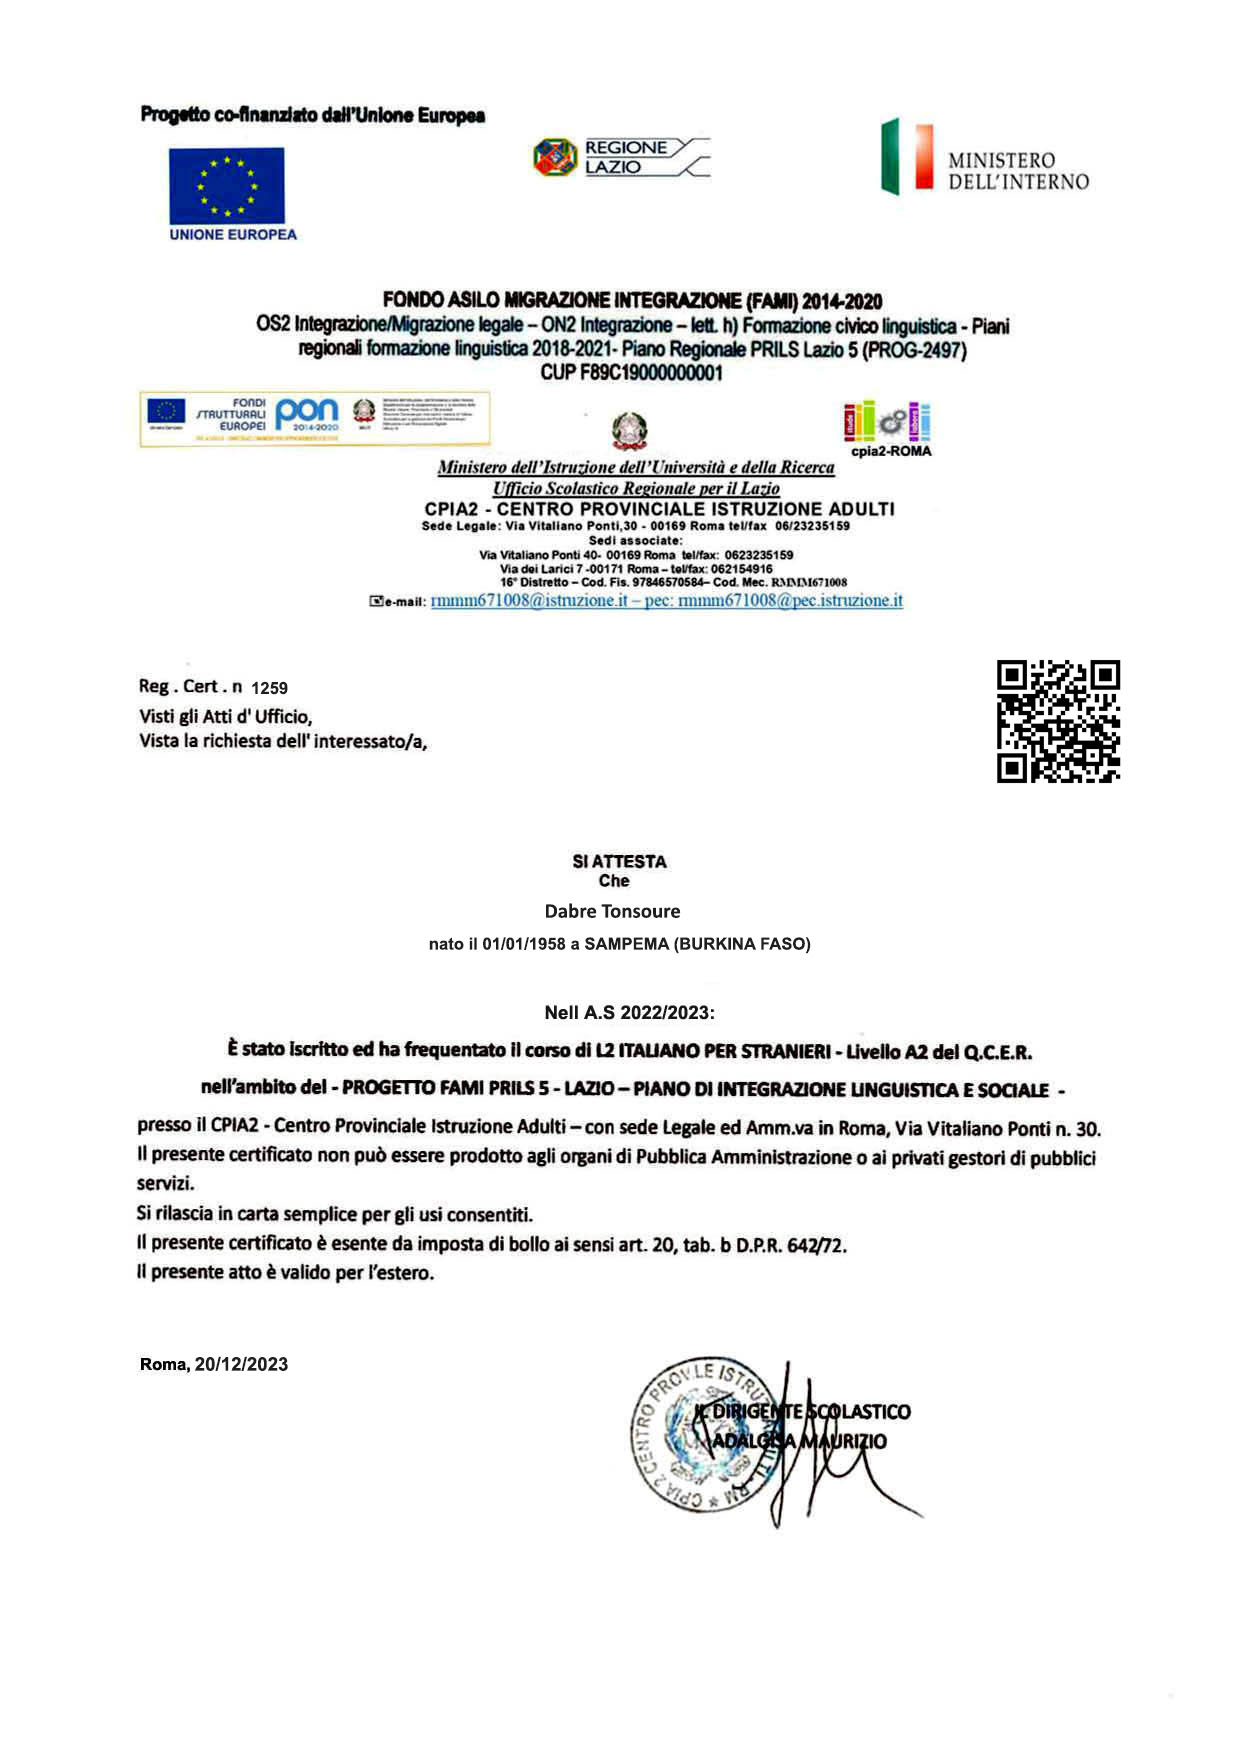 Progetto co-finanziato dall'Unione Europea
REGIONE
LAZIO
MINISTERO
DELL'INTERNO
UNIONE EUROPEA
FONDO ASILO MIGRAZIONE INTEGRAZIONE (FAMI) 2014-2020
OS2 Integrazione/Migrazione legale – ON2 Integrazione – lett. h) Formazione civico linguistica - Piani
regionali formazione linguistica 2018-2021- Piano Regionale PRILS Lazio 5 (PROG-2497)
CUP F89C19000000001
FONDI
STRUTTURALI
EUROPEI
pon
2014-2020
cpia2-ROMA
Ministero dell'Istruzione dell'Università e della Ricerca
Ufficio Scolastico Regionale per il Lazio
CPIA2 - CENTRO PROVINCIALE ISTRUZIONE ADULTI
Sede Legale: Via Vitaliano Ponti,30 - 00169 Roma tel/fax 06/23235159
Sedi associate:
Via Vitaliano Ponti 40- 00169 Roma tel/fax: 0623235159
Via dei Larici 7 -00171 Roma – tel/fax: 062154916
16° Distretto – Cod. Fis. 97846570584– Cod. Mec. RMMM671008
e-mail: rmmm671008@istruzione.it – pec: rmmm671008@pec.istruzione.it
Reg . Cert . n 1259
Visti gli Atti d' Ufficio,
Vista la richiesta dell' interessato/a,
SI ATTESTA
Che
Dabre Tonsoure
nato il 01/01/1958 a SAMPEMA (BURKINA FASO)
Nell A.S 2022/2023:
È stato iscritto ed ha frequentato il corso di L2 ITALIANO PER STRANIERI - Livello A2 del Q.C.E.R.
nell'ambito del - PROGETTO FAMI PRILS 5 - LAZIO – PIANO DI INTEGRAZIONE LINGUISTICA E SOCIALE -
presso il CPIA2 - Centro Provinciale Istruzione Adulti – con sede Legale ed Amm.va in Roma, Via Vitaliano Ponti n. 30.
Il presente certificato non può essere prodotto agli organi di Pubblica Amministrazione o ai privati gestori di pubblici
servizi.
Si rilascia in carta semplice per gli usi consentiti.
Il presente certificato è esente da imposta di bollo ai sensi art. 20, tab. b D.P.R. 642/72.
Il presente atto è valido per l'estero.
Roma, 20/12/2023
CPIA 2 CENTRO PROV.LE ISTRUZ. ADULTI - RM *
IL DIRIGENTE SCOLASTICO
ADALGISA MAURIZIO